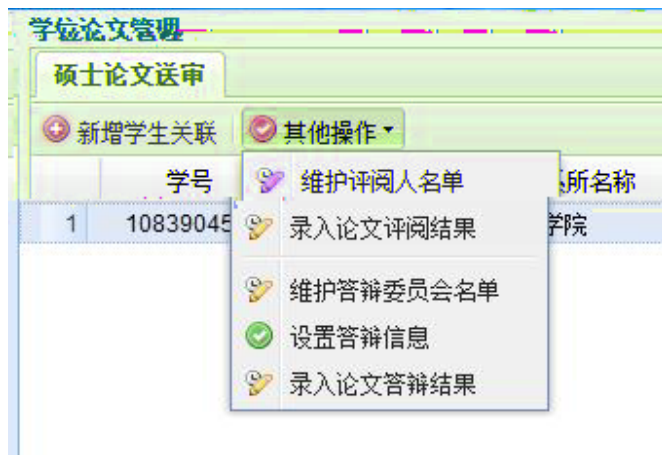 学位论文管理
硕士论文送审
新增学生关联 其他操作
学号 所名称
1 10839045 学院
维护评阅人名单
录入论文评阅结果
维护答辩委员会名单
设置答辩信息
录入论文答辩结果